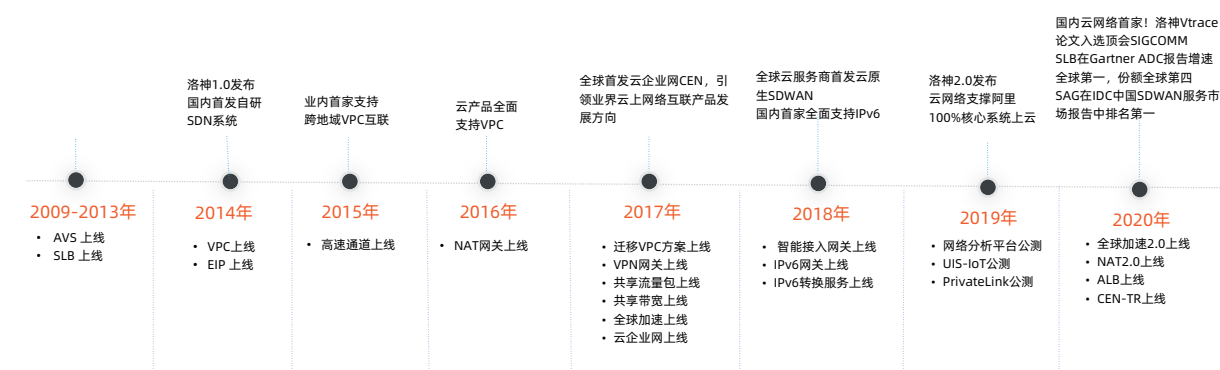 洛神1.0发布
国内首发自研
SDN系统
业内首家支持
跨地域VPC互联
云产品全面
支持VPC
全球首发云企业网CEN，引
领业界云上网络互联产品发
展方向
全球云服务商首发云原
生SDWAN
国内首家全面支持IPv6
洛神2.0发布
云网络支撑阿里
100%核心系统上云
国内云网络首家！洛神Vtrace
论文入选顶会SIGCOMM
SLB在Gartner ADC报告增速
全球第一，份额全球第四
SAG在IDC中国SDWAN服务市
场报告中排名第一
2009-2013年
• AVS 上线
• SLB 上线
2014年
• VPC上线
• EIP 上线
2015年
• 高速通道上线
2016年
• NAT网关上线
2017年
• 迁移VPC方案上线
• VPN网关上线
• 共享流量包上线
• 共享带宽上线
• 全球加速上线
• 云企业网上线
2018年
• 智能接入网关上线
• IPv6网关上线
• IPv6转换服务上线
2019年
• 网络分析平台公测
• UIS-IoT公测
• PrivateLink公测
2020年
• 全球加速2.0上线
• NAT2.0上线
• ALB上线
• CEN-TR上线